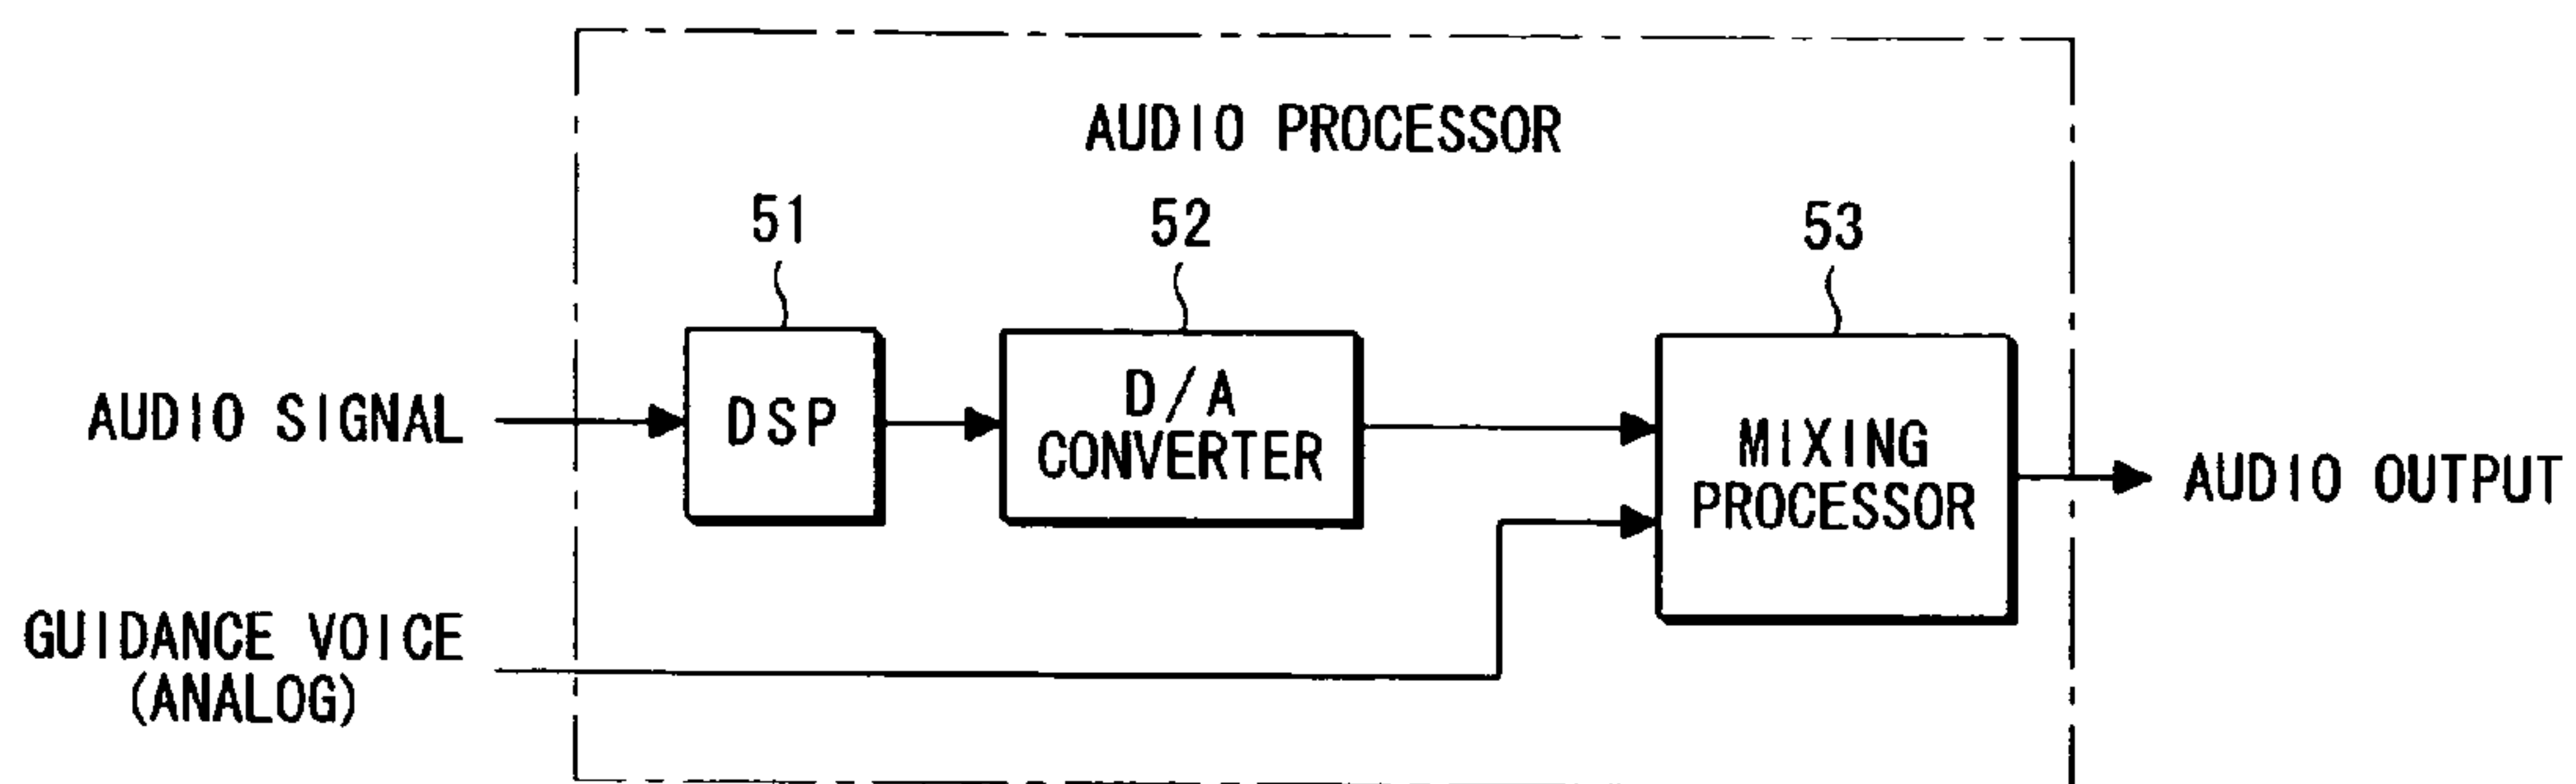 AUDIO PROCESSOR
51
52
53
AUDIO SIGNAL
DSP
D/A
CONVERTER
MIXING
PROCESSOR
AUDIO OUTPUT
GUIDANCE VOICE
(ANALOG)